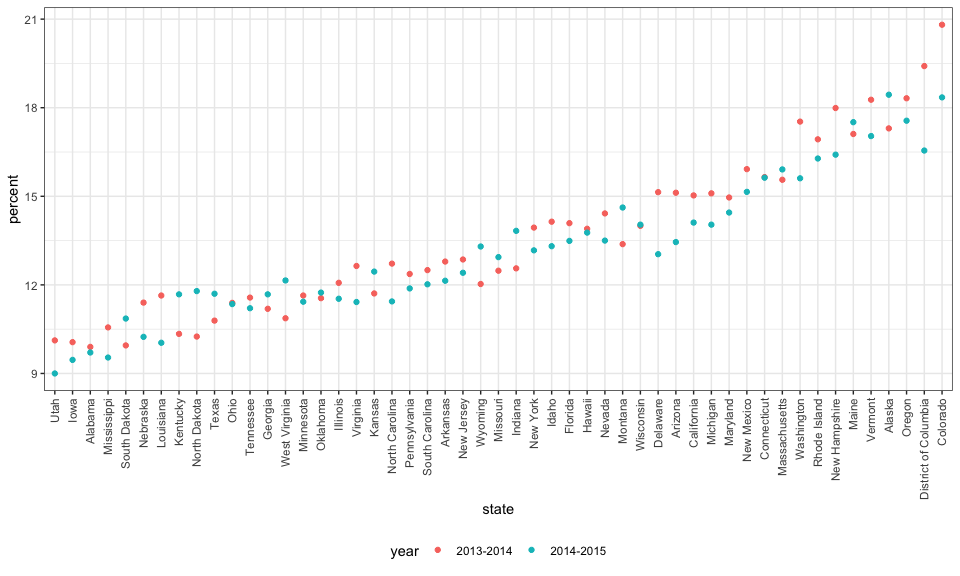 21
18
15
12
9
percent
Utah
Iowa
Alabama
Mississippi
South Dakota
Nebraska
Louisiana
Kentucky
North Dakota
Texas
Ohio
Tennessee
Georgia
West Virginia
Minnesota
Oklahoma
Illinois
Virginia
Kansas
North Carolina
Pennsylvania
South Carolina
Arkansas
New Jersey
Wyoming
Missouri
Indiana
New York
Idaho
Florida
Hawaii
Nevada
Montana
Wisconsin
Delaware
Arizona
California
Michigan
Maryland
New Mexico
Connecticut
Massachusetts
Washington
Rhode Island
New Hampshire
Maine
Vermont
Alaska
Oregon
District of Columbia
Colorado
state
year 2013-2014 2014-2015